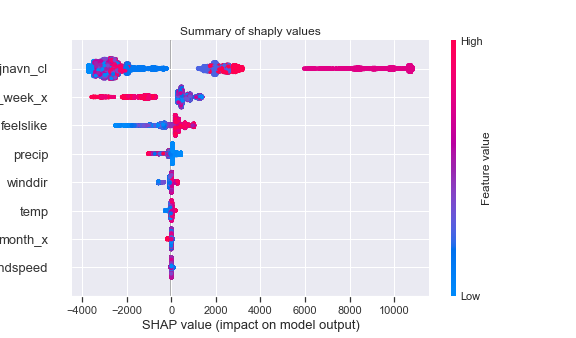 Summary of shaply values
jnavn_cl
_week_x
feelslike
precip
winddir
temp
month_x
ndspeed
-4000 -2000 0 2000 4000 6000 8000 10000
SHAP value (impact on model output)
High
Feature value
Low